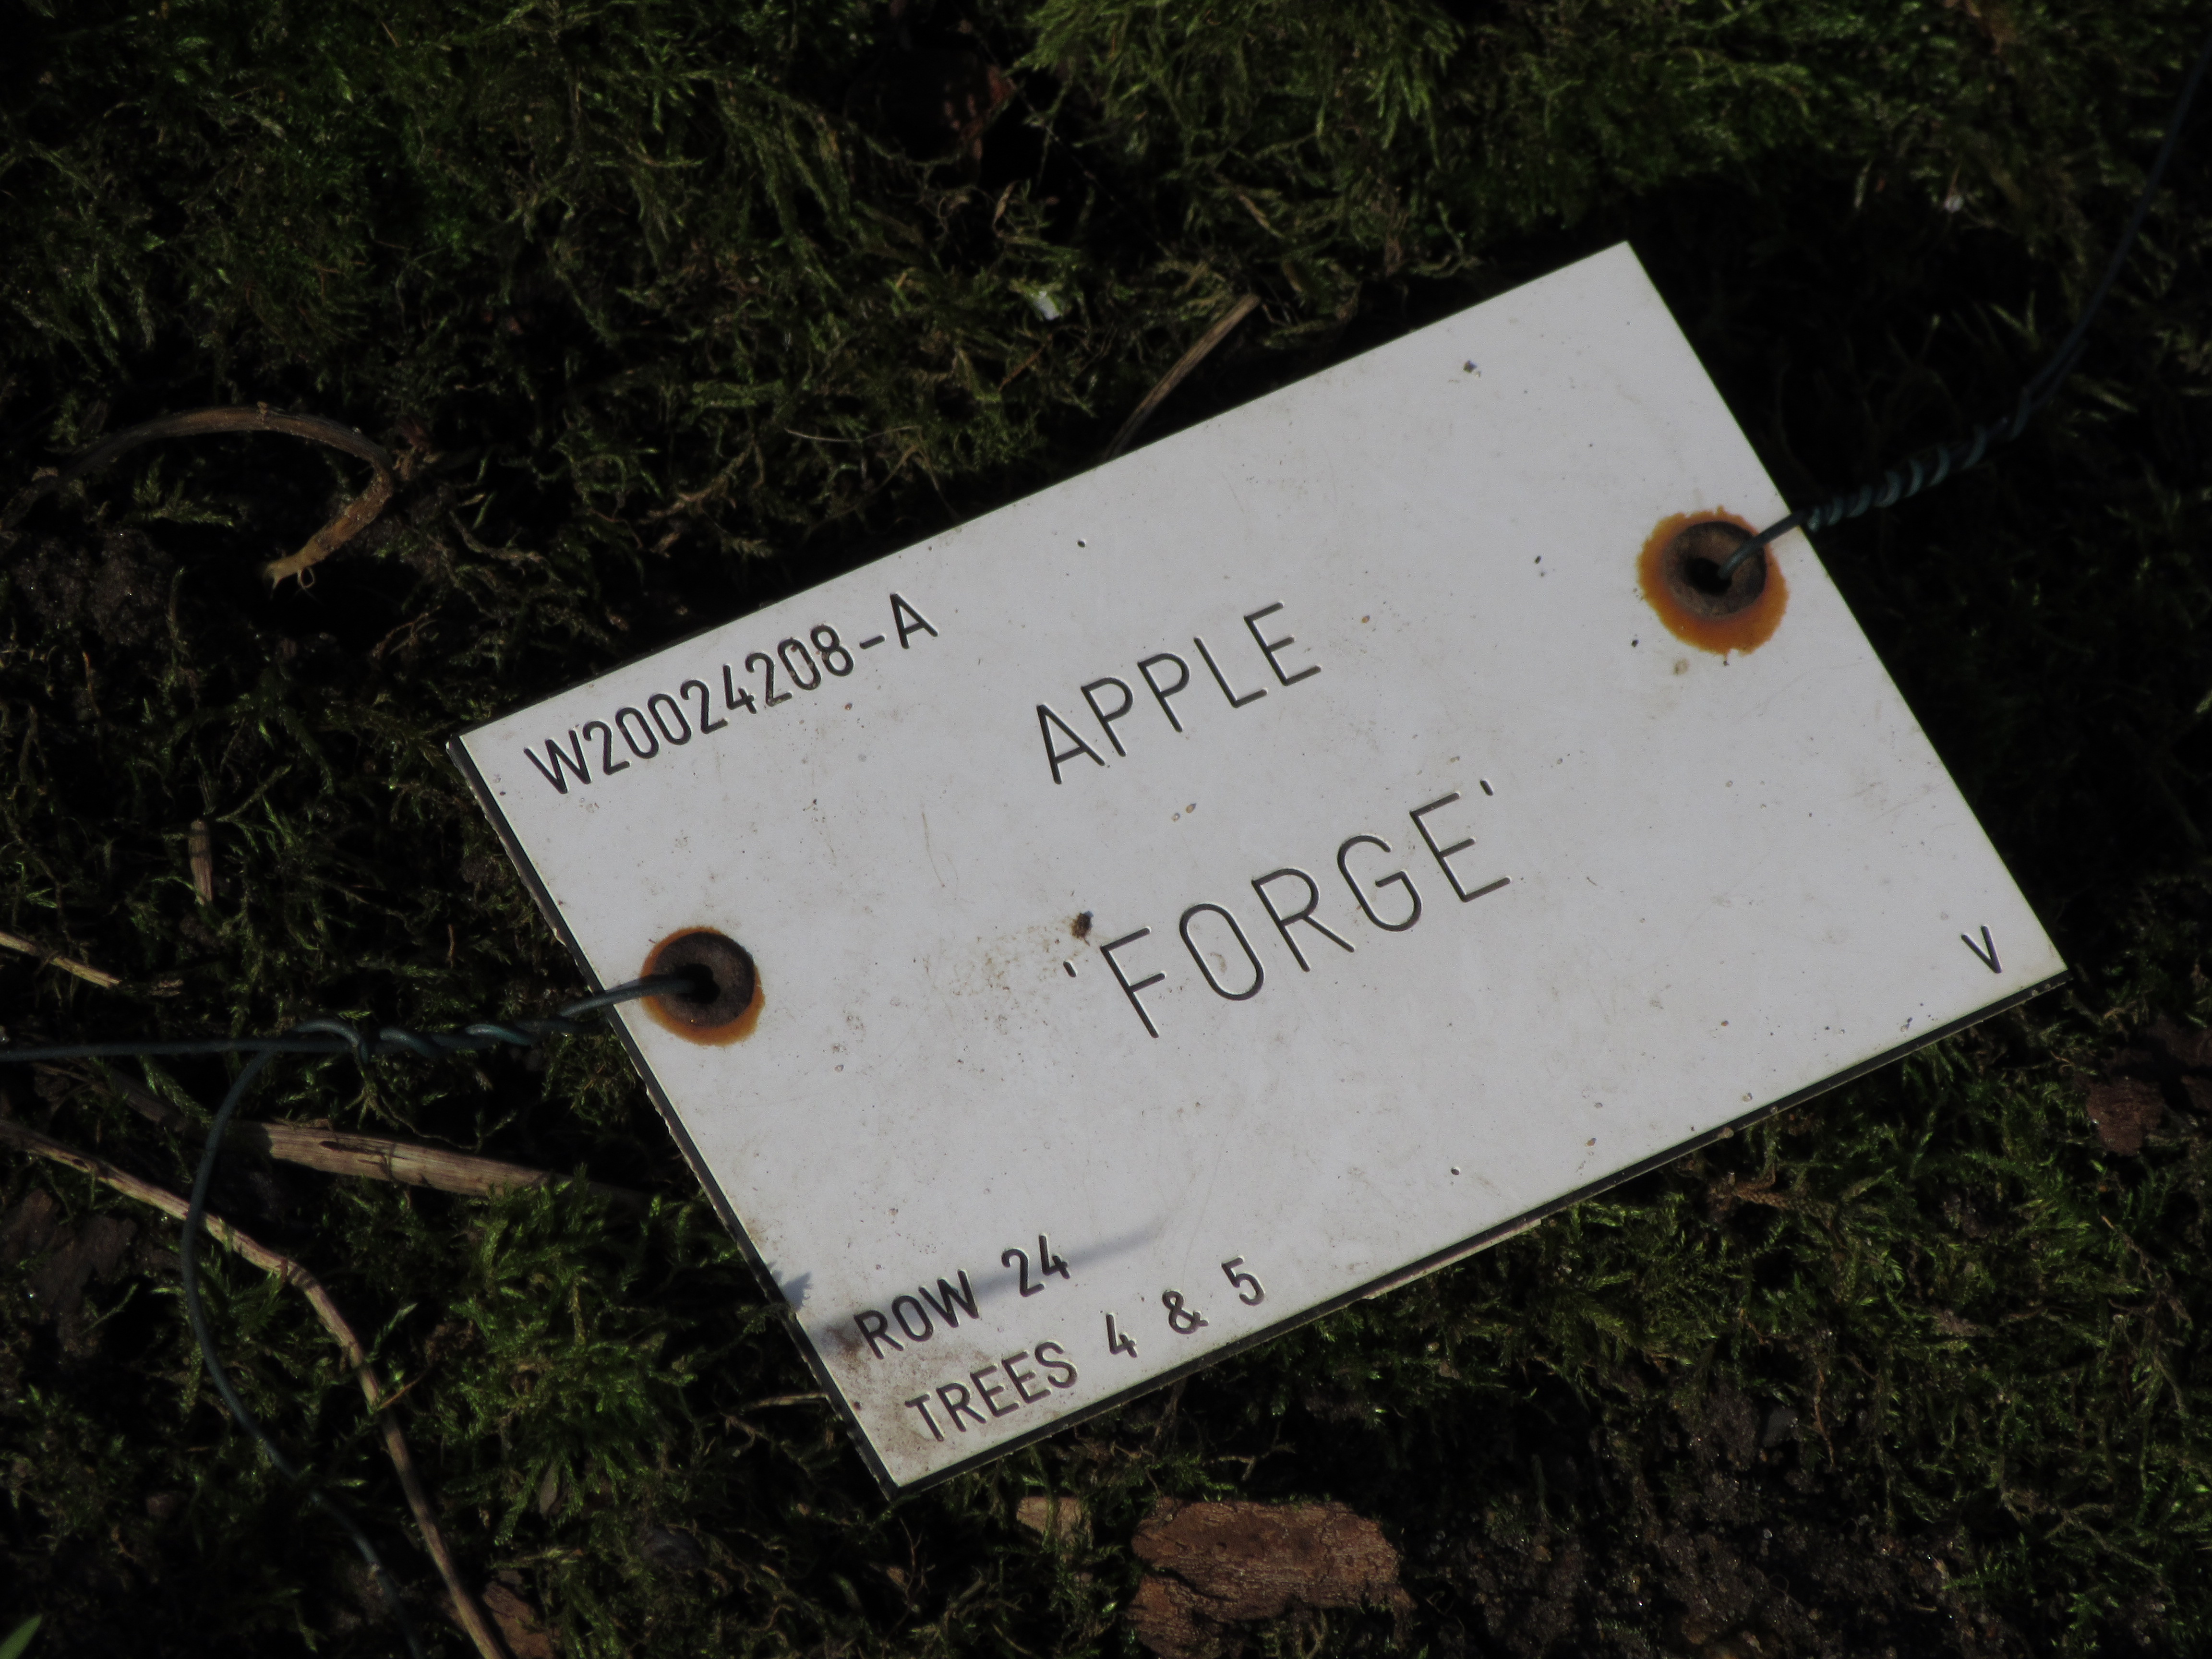 W20024208-A
APPLE
'FORGE'
V
ROW 24
TREES 4 & 5